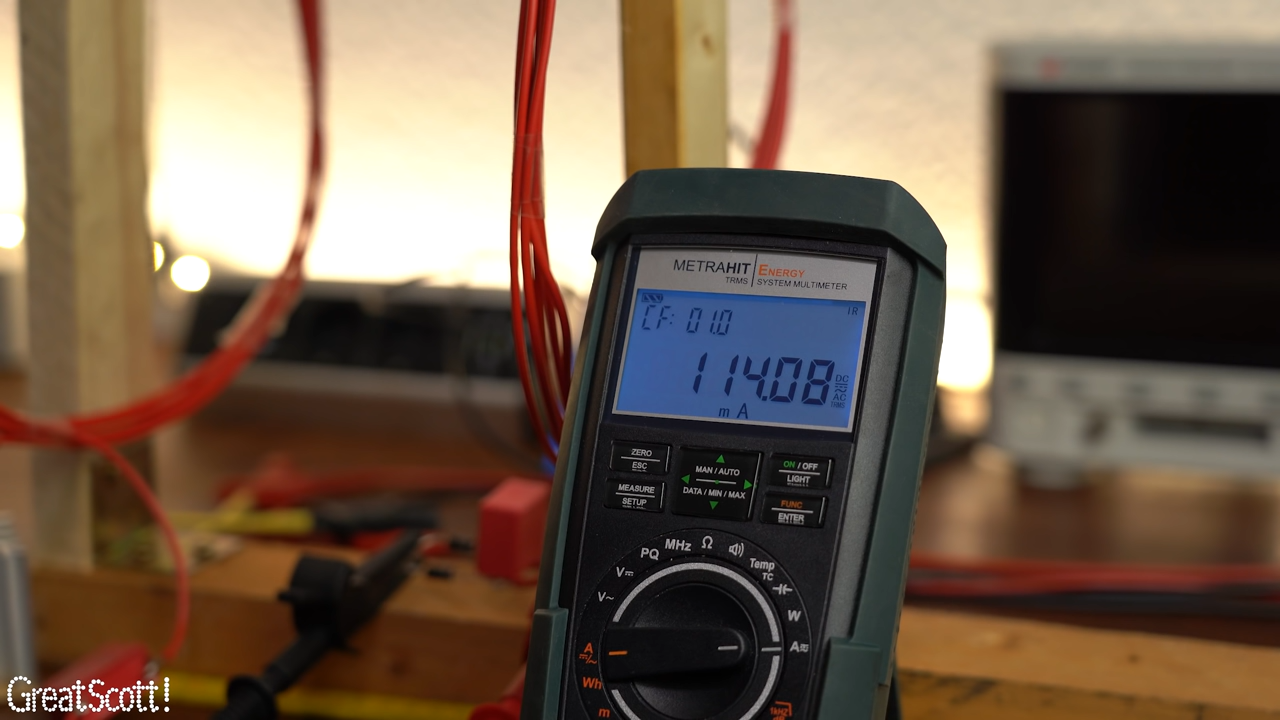 METRAHIT ENERGY
TRMS SYSTEM MULTIMETER
IR
CF: 01.0
114.08 DC AC TRMS
m A
ZERO
ESC
MAN / AUTO
ON / OFF
LIGHT
MEASURE
SETUP
DATA / MIN / MAX
FUNC
ENTER
MHz Ω
PQ
Temp
TC
V⎓
V~
W
A
A
Wh
m
GreatScott!